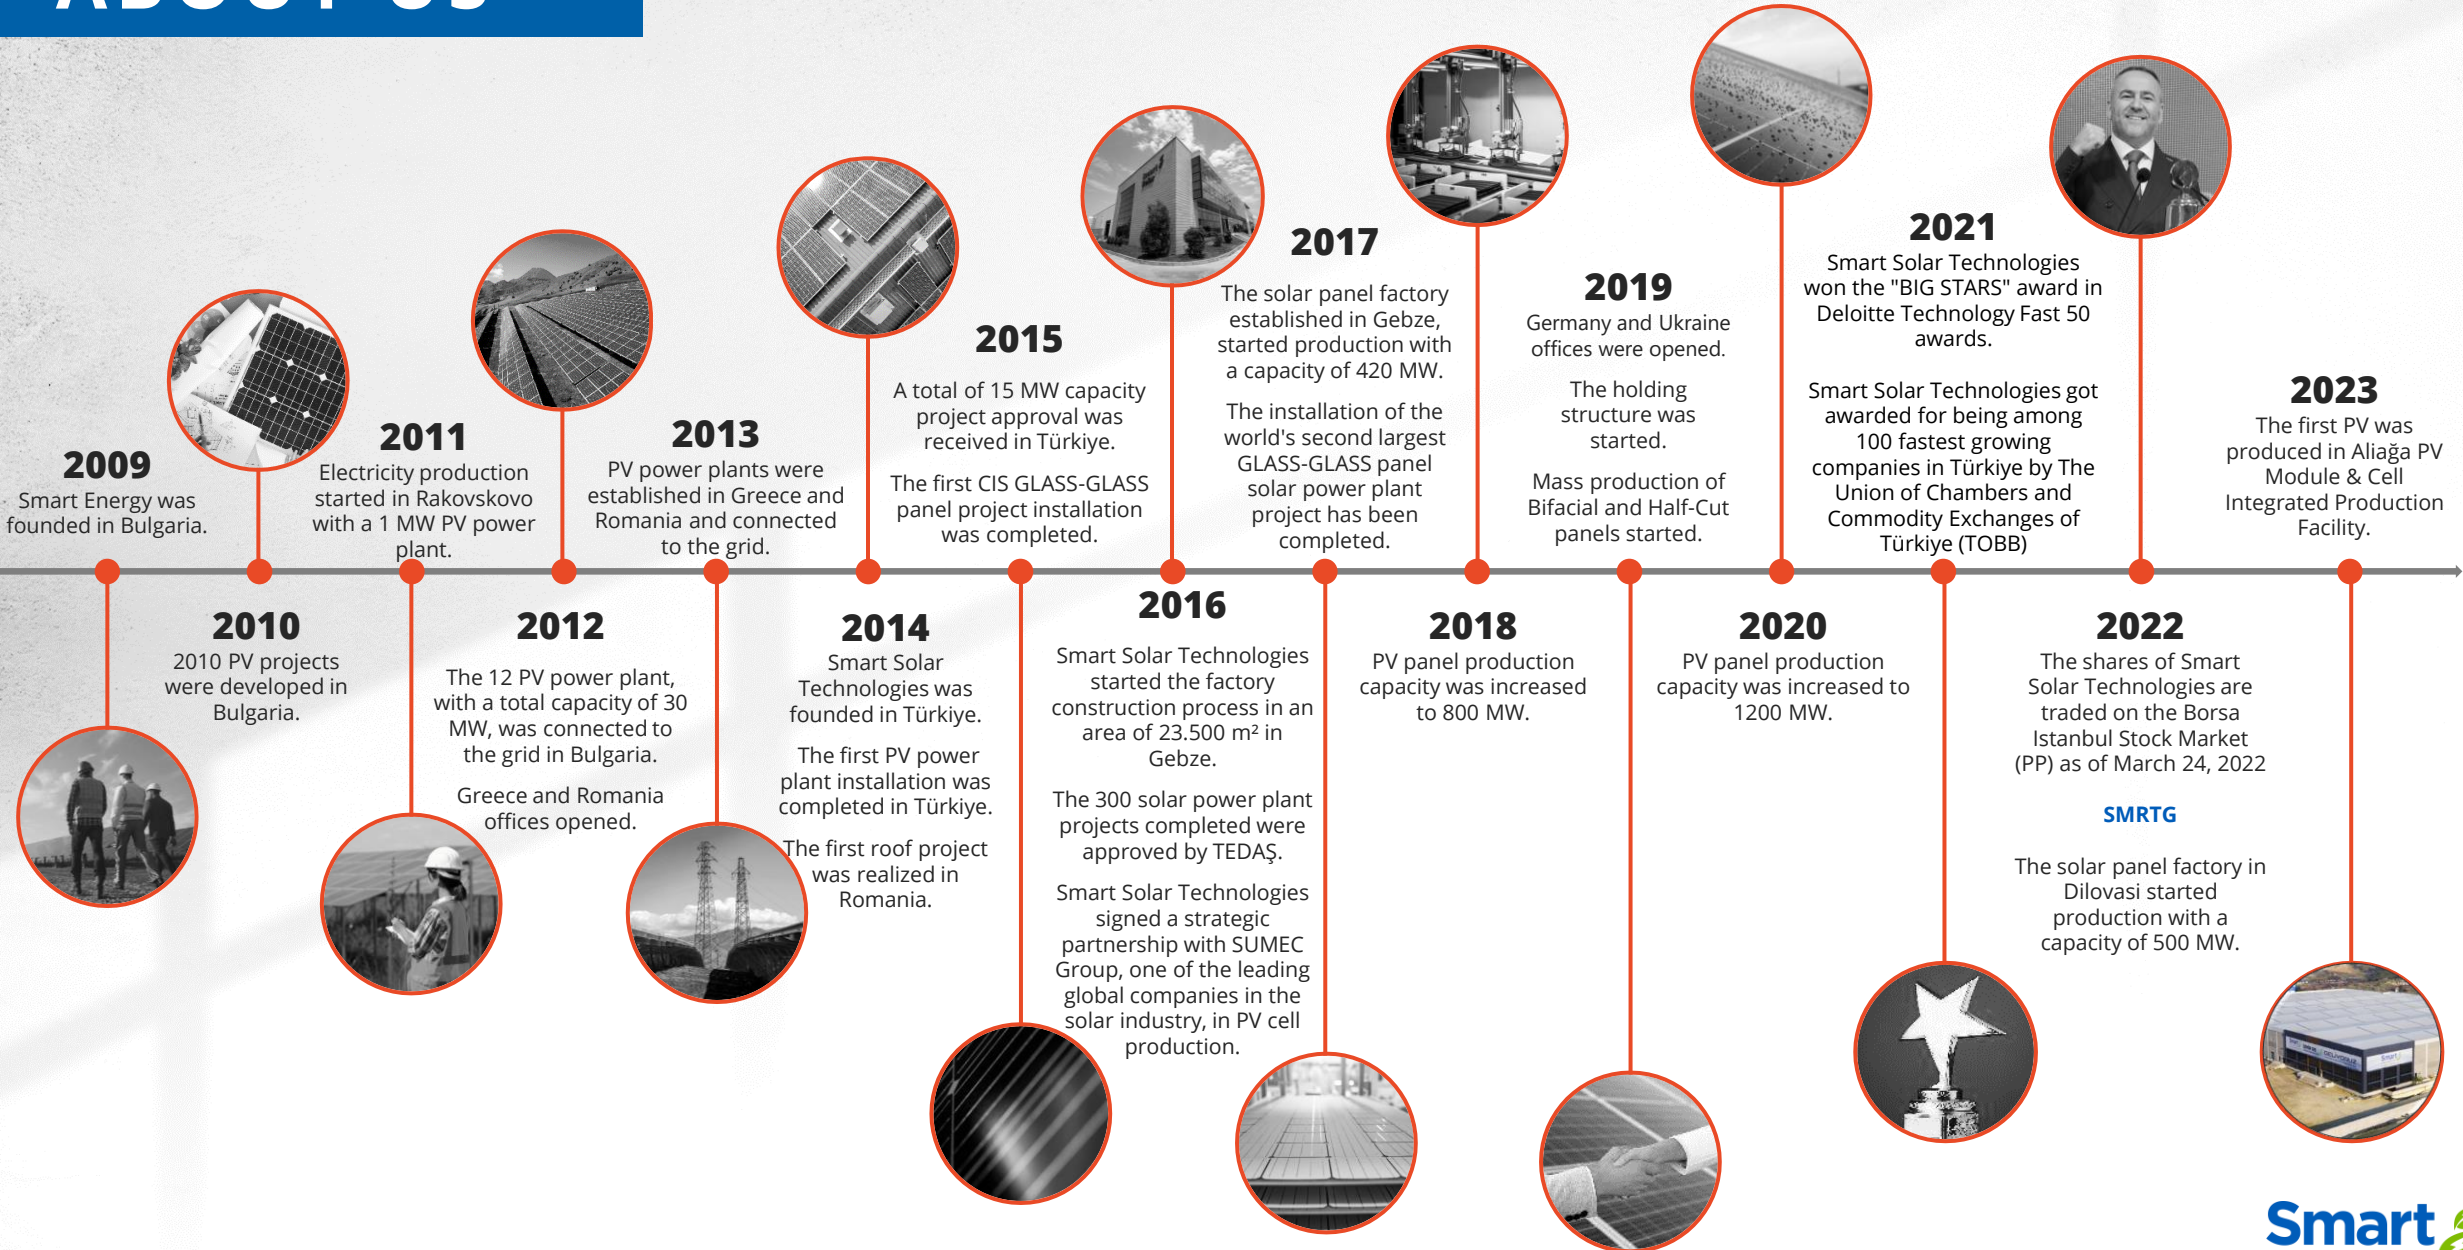 ABOUT US
2009
Smart Energy was
founded in Bulgaria.
2010
2010 PV projects
were developed in
Bulgaria.
2011
Electricity production
started in Rakovskovo
with a 1 MW PV power
plant.
2012
The 12 PV power plant,
with a total capacity of 30
MW, was connected to
the grid in Bulgaria.
Greece and Romania
offices opened.
2013
PV power plants were
established in Greece and
Romania and connected
to the grid.
2014
Smart Solar
Technologies was
founded in Türkiye.
The first PV power
plant installation was
completed in Türkiye.
The first roof project
was realized in
Romania.
2015
A total of 15 MW capacity
project approval was
received in Türkiye.
The first CIS GLASS-GLASS
panel project installation
was completed.
2016
Smart Solar Technologies
started the factory
construction process in an
area of 23.500 m² in
Gebze.
The 300 solar power plant
projects completed were
approved by TEDAŞ.
Smart Solar Technologies
signed a strategic
partnership with SUMEC
Group, one of the leading
global companies in the
solar industry, in PV cell
production.
2017
The solar panel factory
established in Gebze,
started production with
a capacity of 420 MW.
The installation of the
world's second largest
GLASS-GLASS panel
solar power plant
project has been
completed.
2018
PV panel production
capacity was increased
to 800 MW.
2019
Germany and Ukraine
offices were opened.
The holding
structure was
started.
Mass production of
Bifacial and Half-Cut
panels started.
2020
PV panel production
capacity was increased to
1200 MW.
2021
Smart Solar Technologies
won the "BIG STARS" award in
Deloitte Technology Fast 50
awards.
Smart Solar Technologies got
awarded for being among
100 fastest growing
companies in Türkiye by The
Union of Chambers and
Commodity Exchanges of
Türkiye (TOBB)
2022
The shares of Smart
Solar Technologies are
traded on the Borsa
Istanbul Stock Market
(PP) as of March 24, 2022
SMRTG
The solar panel factory in
Dilovasi started
production with a
capacity of 500 MW.
2023
The first PV was
produced in Aliağa PV
Module & Cell
Integrated Production
Facility.
Smart